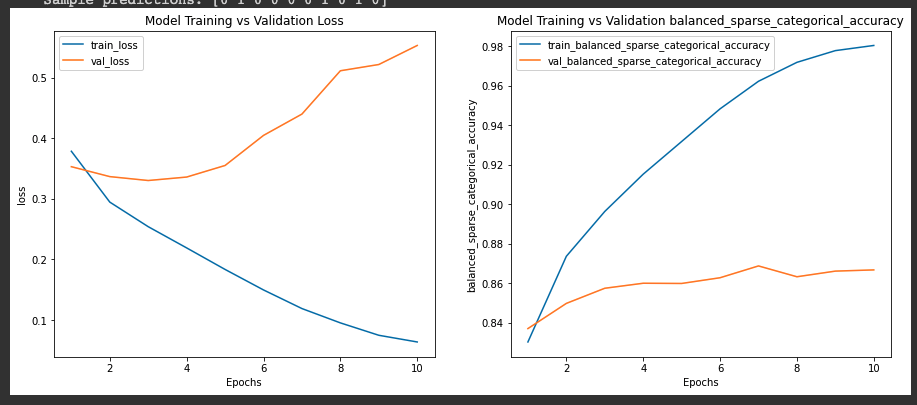 Sample predictions: [0 1 0 0 0 0 1 0 1 0]
Model Training vs Validation Loss
train_loss
val_loss
0.5
0.4
0.3
0.2
0.1
loss
2
4
6
8
10
Epochs
Model Training vs Validation balanced_sparse_categorical_accuracy
train_balanced_sparse_categorical_accuracy
val_balanced_sparse_categorical_accuracy
0.98
0.96
0.94
0.92
0.90
0.88
0.86
0.84
balanced_sparse_categorical_accuracy
2
4
6
8
10
Epochs